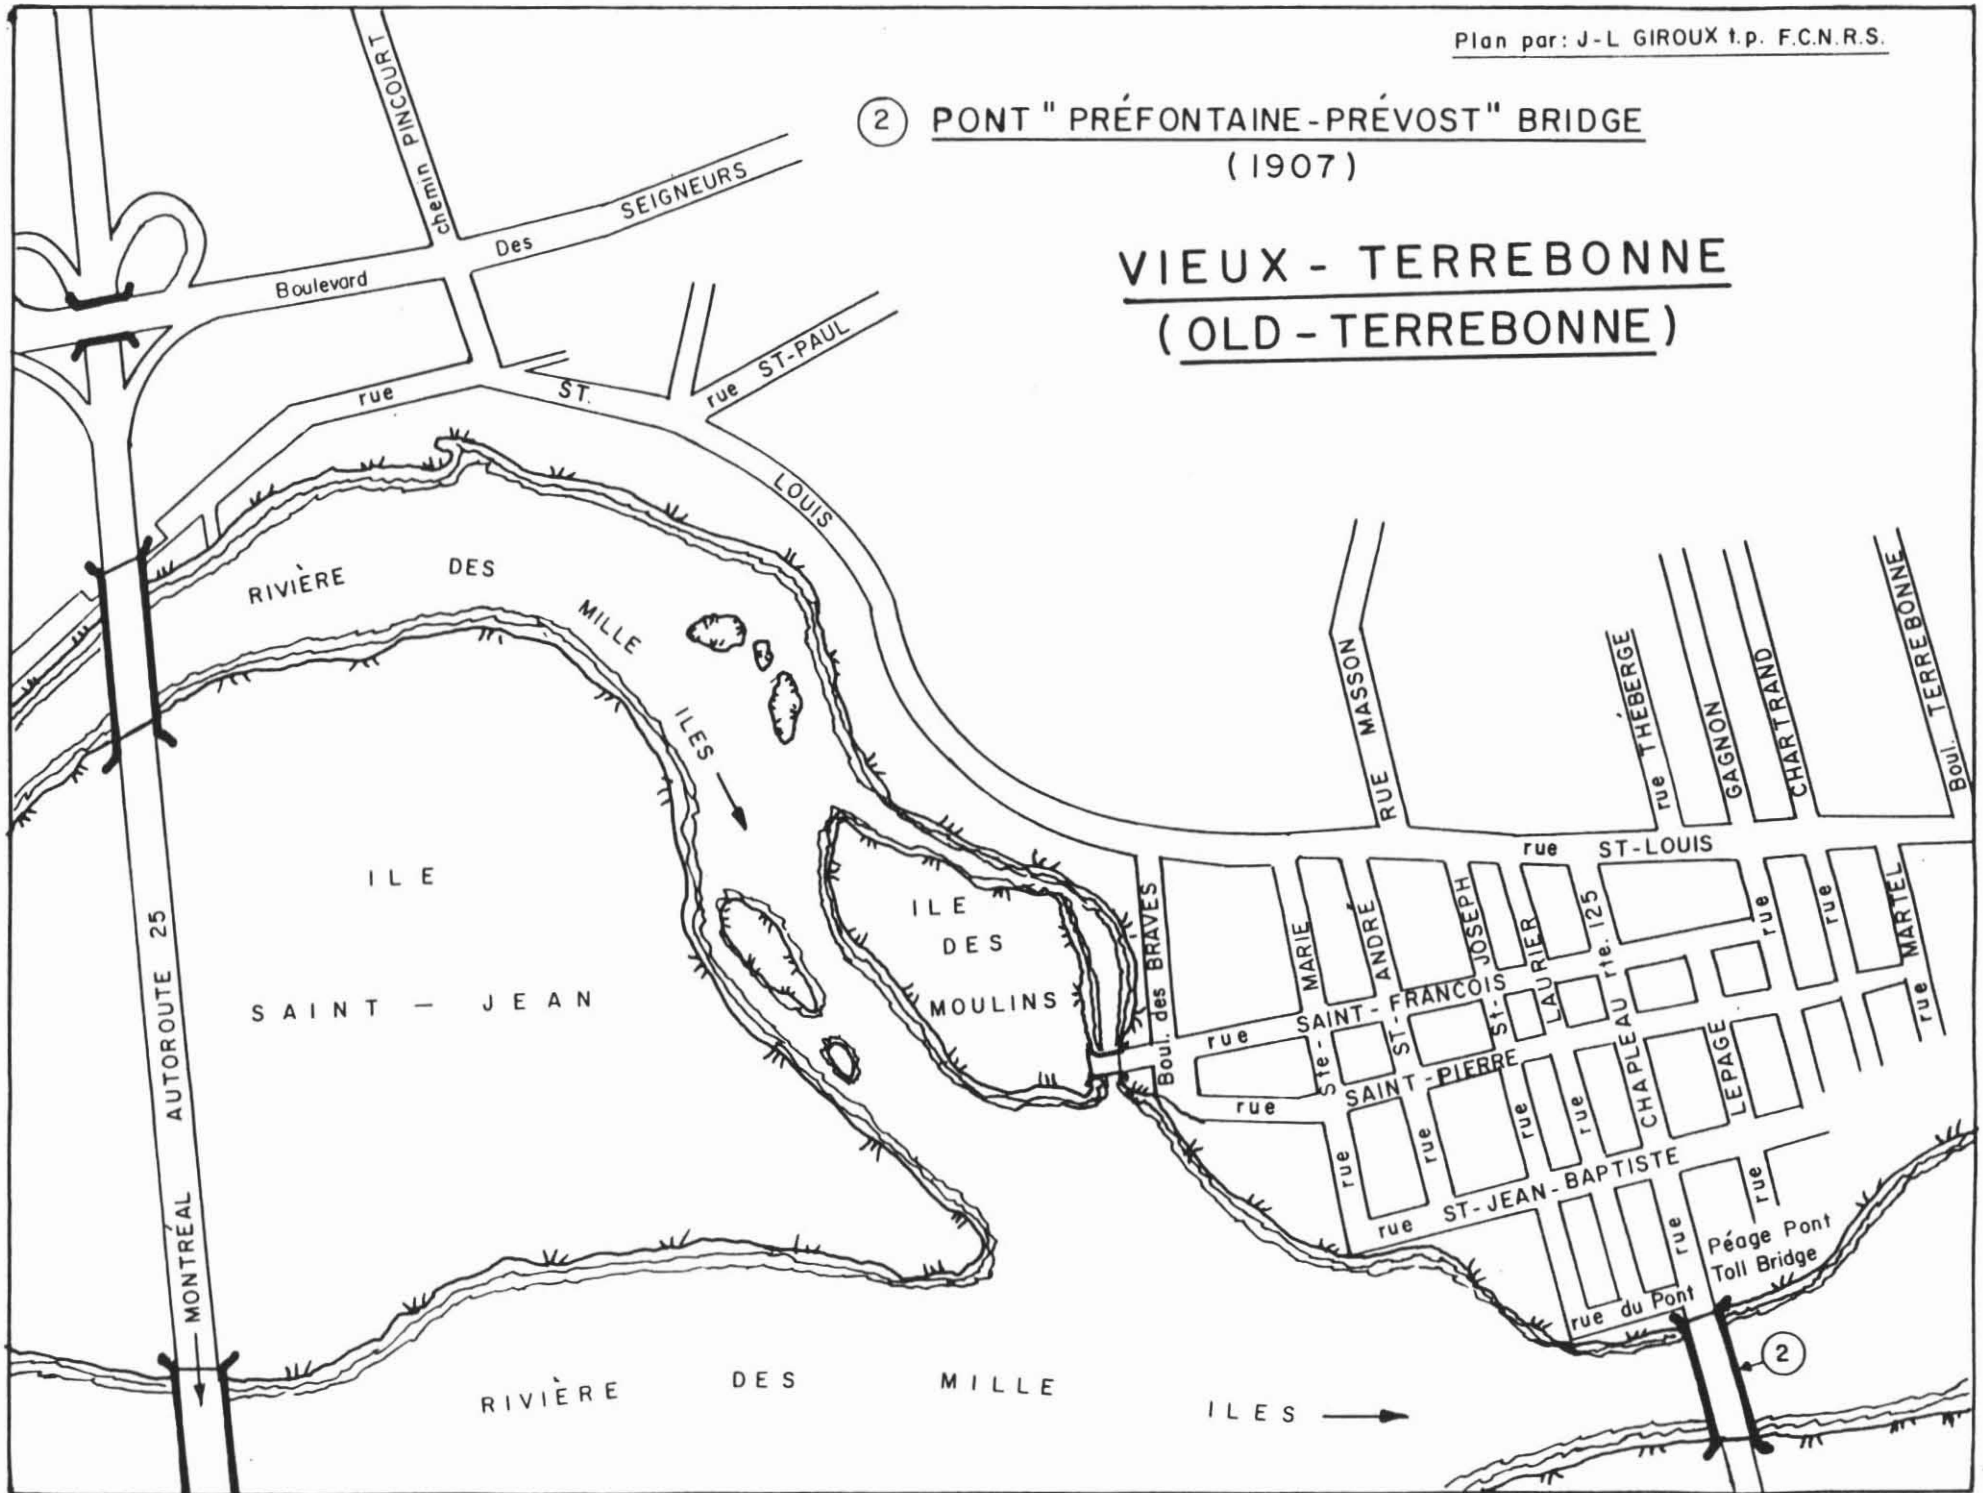 Plan par: J-L GIROUX t.p. F.C.N.R.S.
② PONT "PRÉFONTAINE-PRÉVOST" BRIDGE
(1907)
VIEUX - TERREBONNE
(OLD - TERREBONNE)
chemin PINCOURT
Boulevard Des SEIGNEURS
rue ST. LOUIS
rue ST-PAUL
RIVIÈRE DES MILLE ILES
RUE MASSON
rue THÉBERGE
GAGNON
CHARTRAND
Boul. TERREBONNE
rue ST-LOUIS
ILE
SAINT - JEAN
ILE
DES
MOULINS
AUTOROUTE 25
MONTRÉAL
Boul. des BRAVES
rue Ste-MARIE
rue ST-ANDRÉ
rue St-JOSEPH
rue LAURIER
rue CHAPLEAU rte. 125
rue LEPAGE
rue
rue
rue MARTEL
rue SAINT-FRANCOIS
rue SAINT-PIERRE
rue ST-JEAN-BAPTISTE
rue du Pont
Péage Pont
Toll Bridge
②
RIVIÈRE DES MILLE ILES